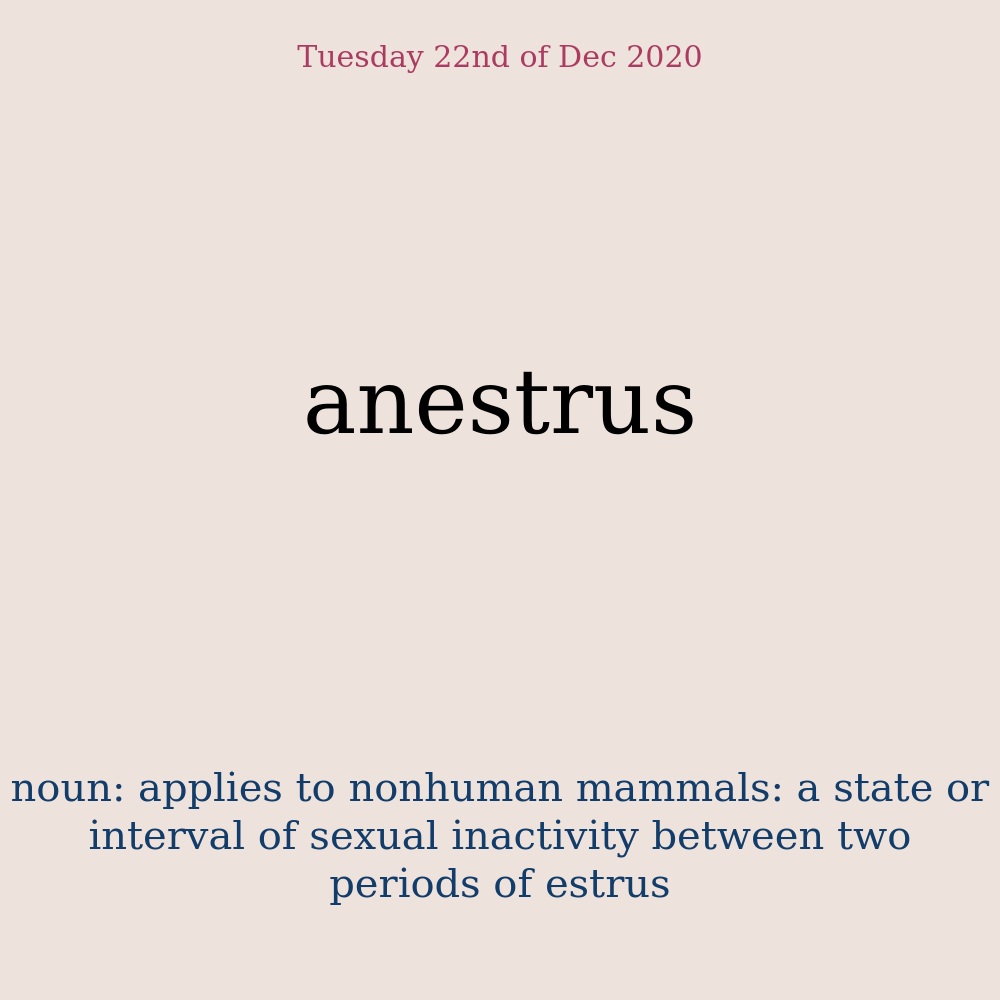 Tuesday 22nd of Dec 2020
anestrus
noun: applies to nonhuman mammals: a state or
interval of sexual inactivity between two
periods of estrus